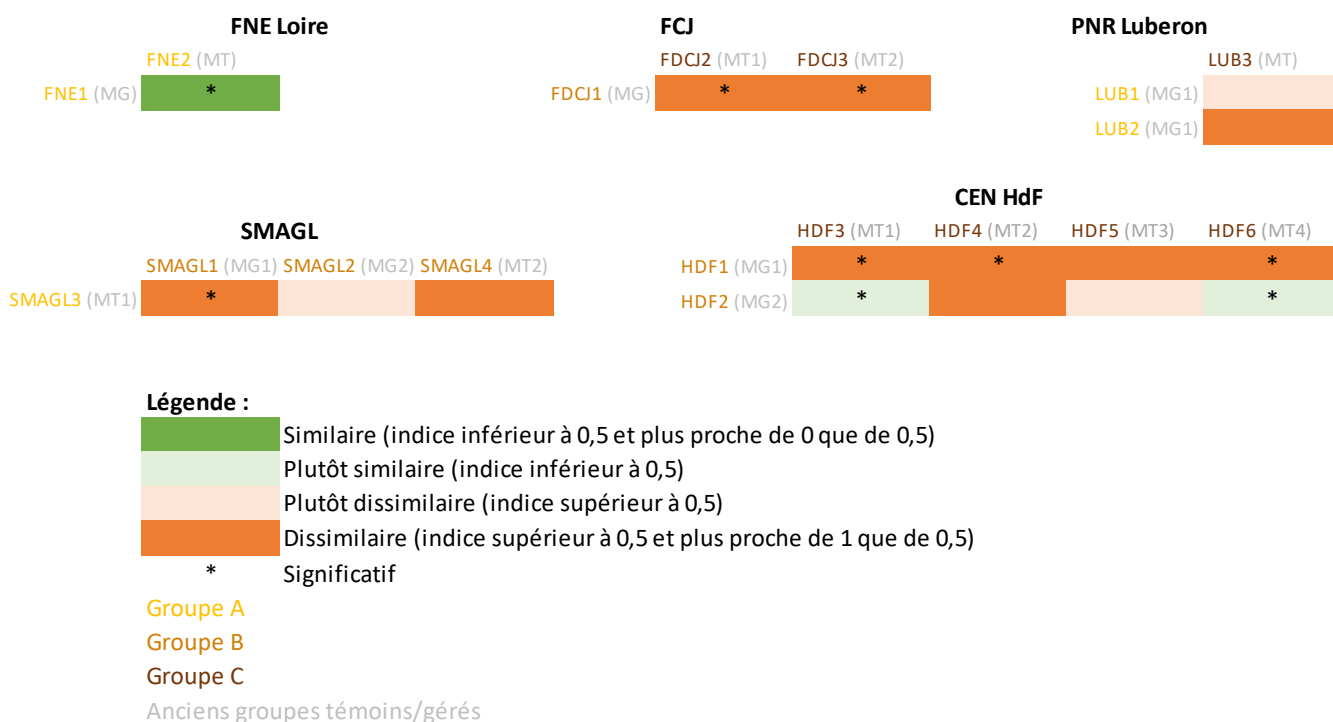 FNE Loire FCJ PNR Luberon
FNE2 (MT) FDCJ2 (MT1) FDCJ3 (MT2) LUB3 (MT)
FNE1 (MG) * FDCJ1 (MG) * * LUB1 (MG1)
LUB2 (MG1)
CEN HdF
SMAGL HDF3 (MT1) HDF4 (MT2) HDF5 (MT3) HDF6 (MT4)
SMAGL1 (MG1) SMAGL2 (MG2) SMAGL4 (MT2) HDF1 (MG1) * * *
SMAGL3 (MT1) * HDF2 (MG2) * *
Légende :
Similaire (indice inférieur à 0,5 et plus proche de 0 que de 0,5)
Plutôt similaire (indice inférieur à 0,5)
Plutôt dissimilaire (indice supérieur à 0,5)
Dissimilaire (indice supérieur à 0,5 et plus proche de 1 que de 0,5)
* Significatif
Groupe A
Groupe B
Groupe C
Anciens groupes témoins/gérés